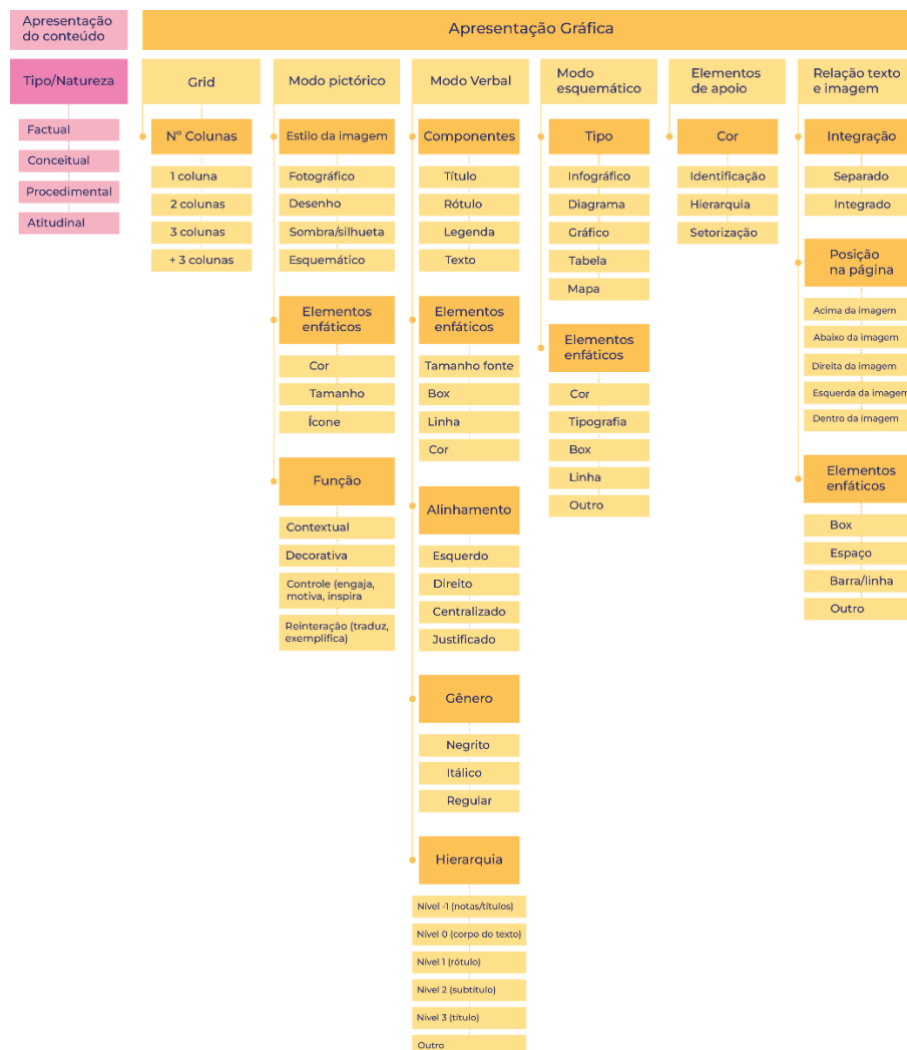 Apresentação
do conteúdo
Apresentação Gráfica
Tipo/Natureza
Factual
Conceitual
Procedimental
Atitudinal
Grid
Nº Colunas
1 coluna
2 colunas
3 colunas
+ 3 colunas
Modo pictórico
Estilo da imagem
Fotográfico
Desenho
Sombra/silhueta
Esquemático
Elementos
enfáticos
Cor
Tamanho
Ícone
Função
Contextual
Decorativa
Controle (engaja,
motiva, inspira
Reinteração (traduz,
exemplifica)
Modo Verbal
Componentes
Título
Rótulo
Legenda
Texto
Elementos
enfáticos
Tamanho fonte
Box
Linha
Cor
Alinhamento
Esquerdo
Direito
Centralizado
Justificado
Gênero
Negrito
Itálico
Regular
Hierarquia
Nível -1 (notas/títulos)
Nível 0 (corpo do texto)
Nível 1 (rótulo)
Nível 2 (subtítulo)
Nível 3 (título)
Outro
Modo
esquemático
Tipo
Infográfico
Diagrama
Gráfico
Tabela
Mapa
Elementos
enfáticos
Cor
Tipografia
Box
Linha
Outro
Elementos
de apoio
Cor
Identificação
Hierarquia
Setorização
Relação texto
e imagem
Integração
Separado
Integrado
Posição
na página
Acima da imagem
Abaixo da imagem
Direita da imagem
Esquerda da imagem
Dentro da imagem
Elementos
enfáticos
Box
Espaço
Barra/linha
Outro